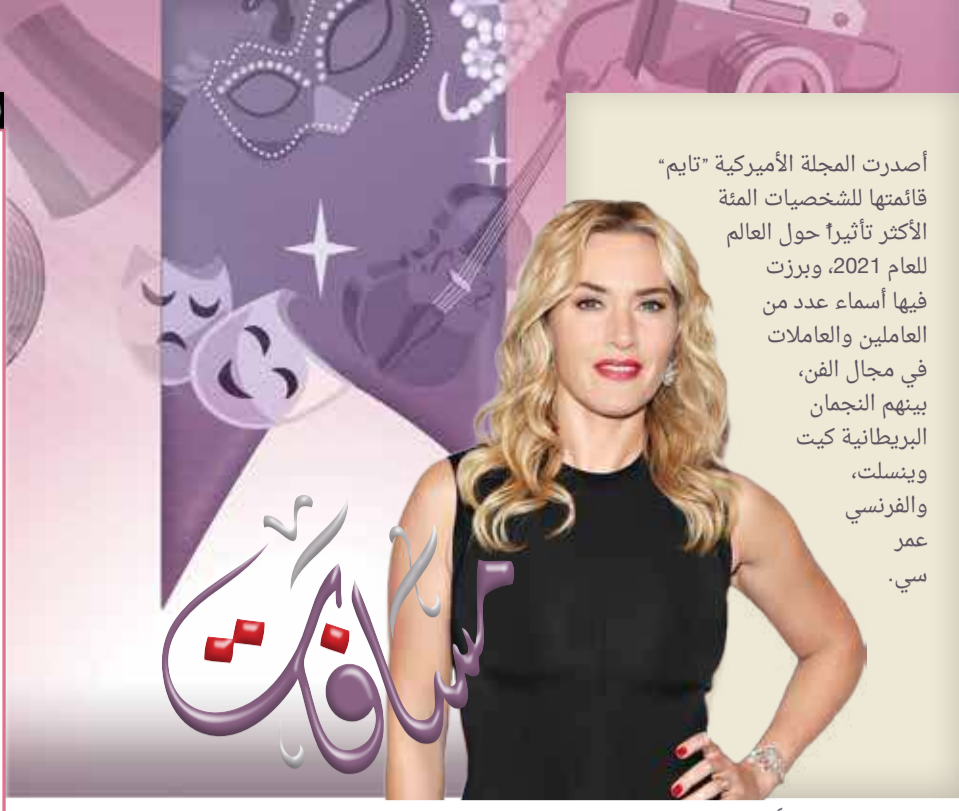 أصدرت المجلة الأميركية ”تايم“
قائمتها للشخصيات المئة
الأكثر تأثيراً حول العالم
للعام 2021، وبرزت
فيها أسماء عدد من
العاملين والعاملات
في مجال الفن،
بينهم النجمان
البريطانية كيت
وينسلت،
والفرنسي
عمر
سي.
سوفت